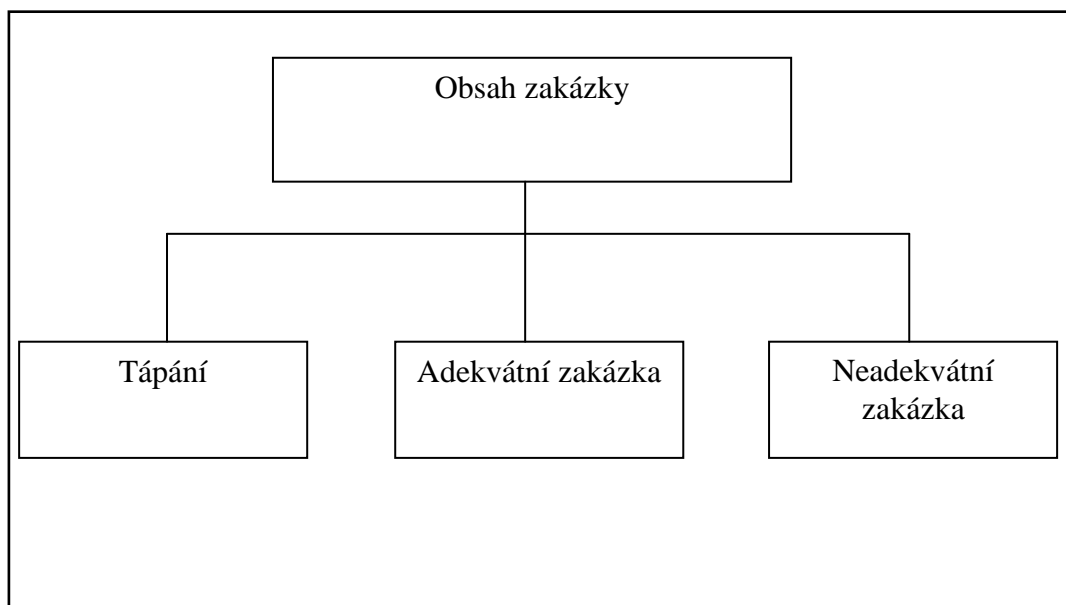 Obsah zakázky
Tápání
Adekvátní zakázka
Neadekvátní
zakázka